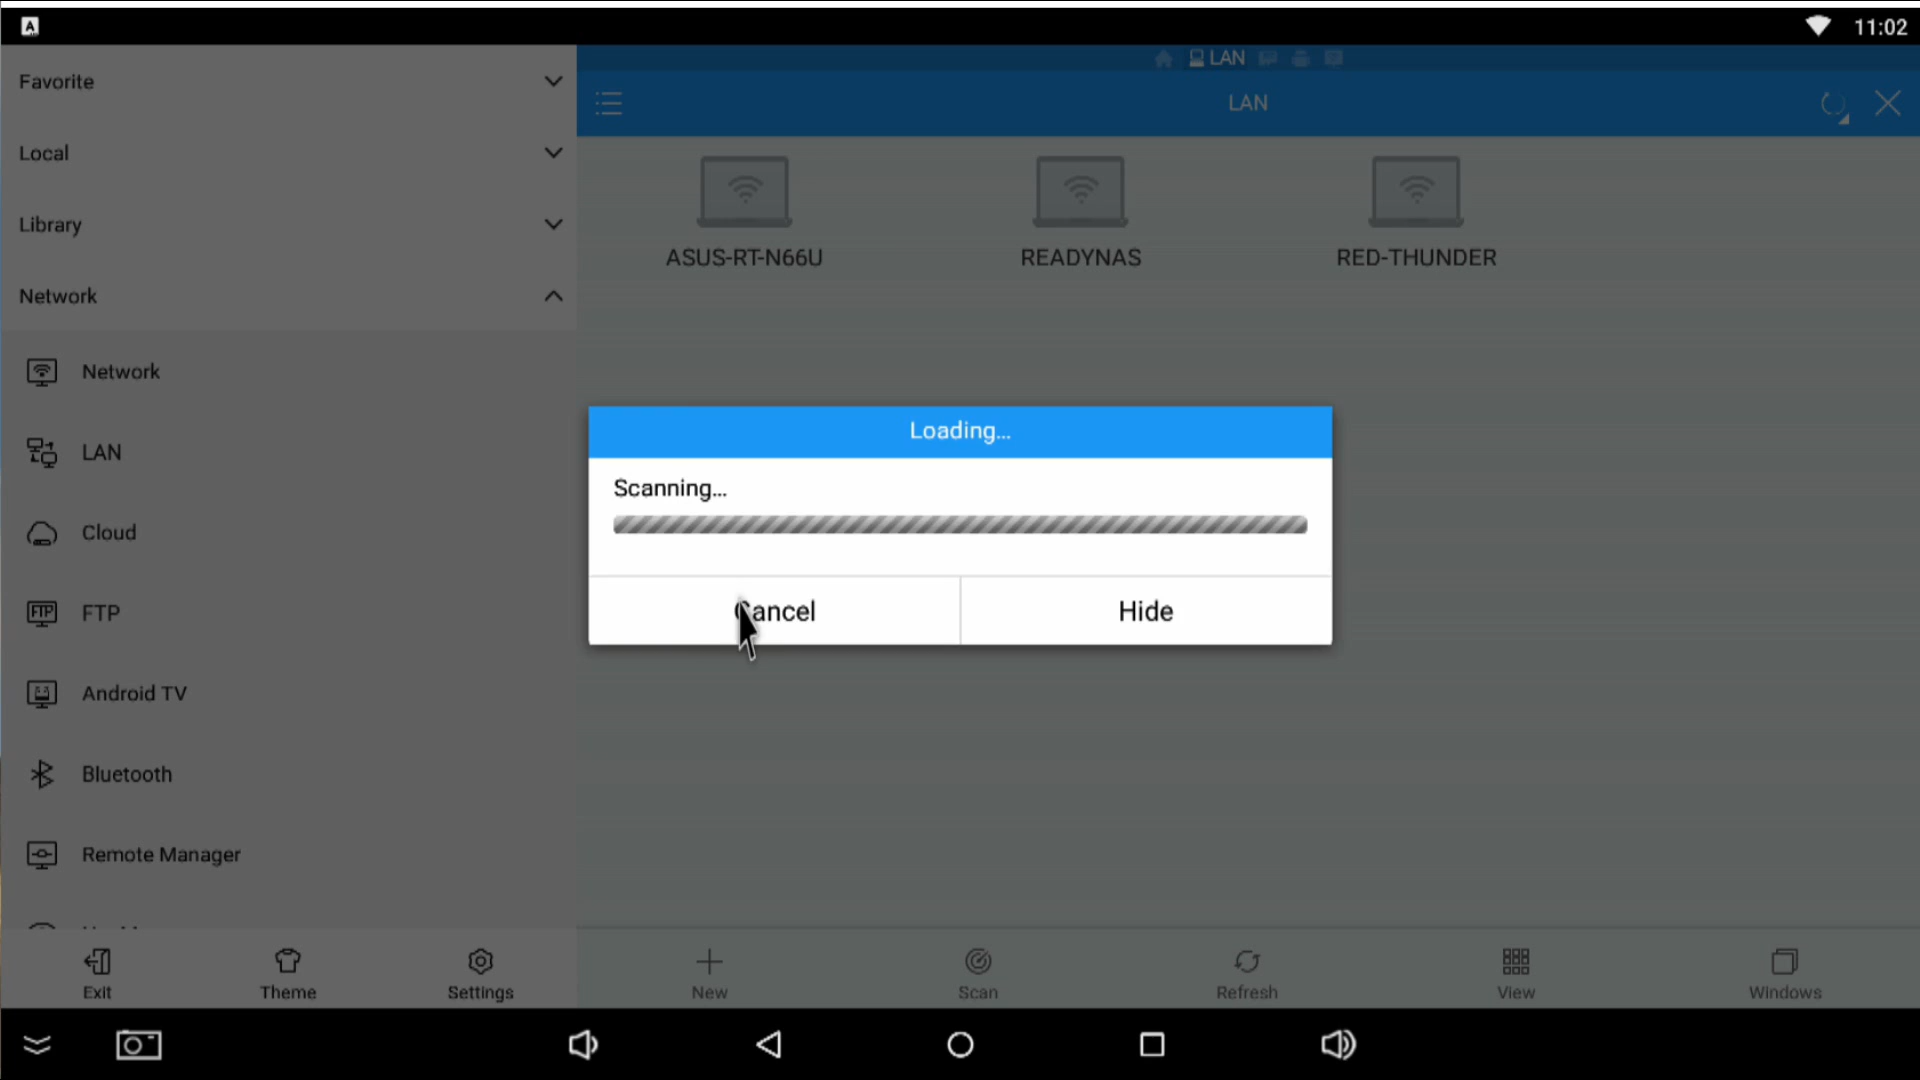 A
11:02
Favorite
Local
Library
Network
Network
LAN
Cloud
FTP
FTP
Android TV
Bluetooth
Remote Manager
Exit
Theme
Settings
LAN
LAN
ASUS-RT-N66U
READYNAS
RED-THUNDER
Loading...
Scanning...
Cancel
Hide
New
Scan
Refresh
View
Windows